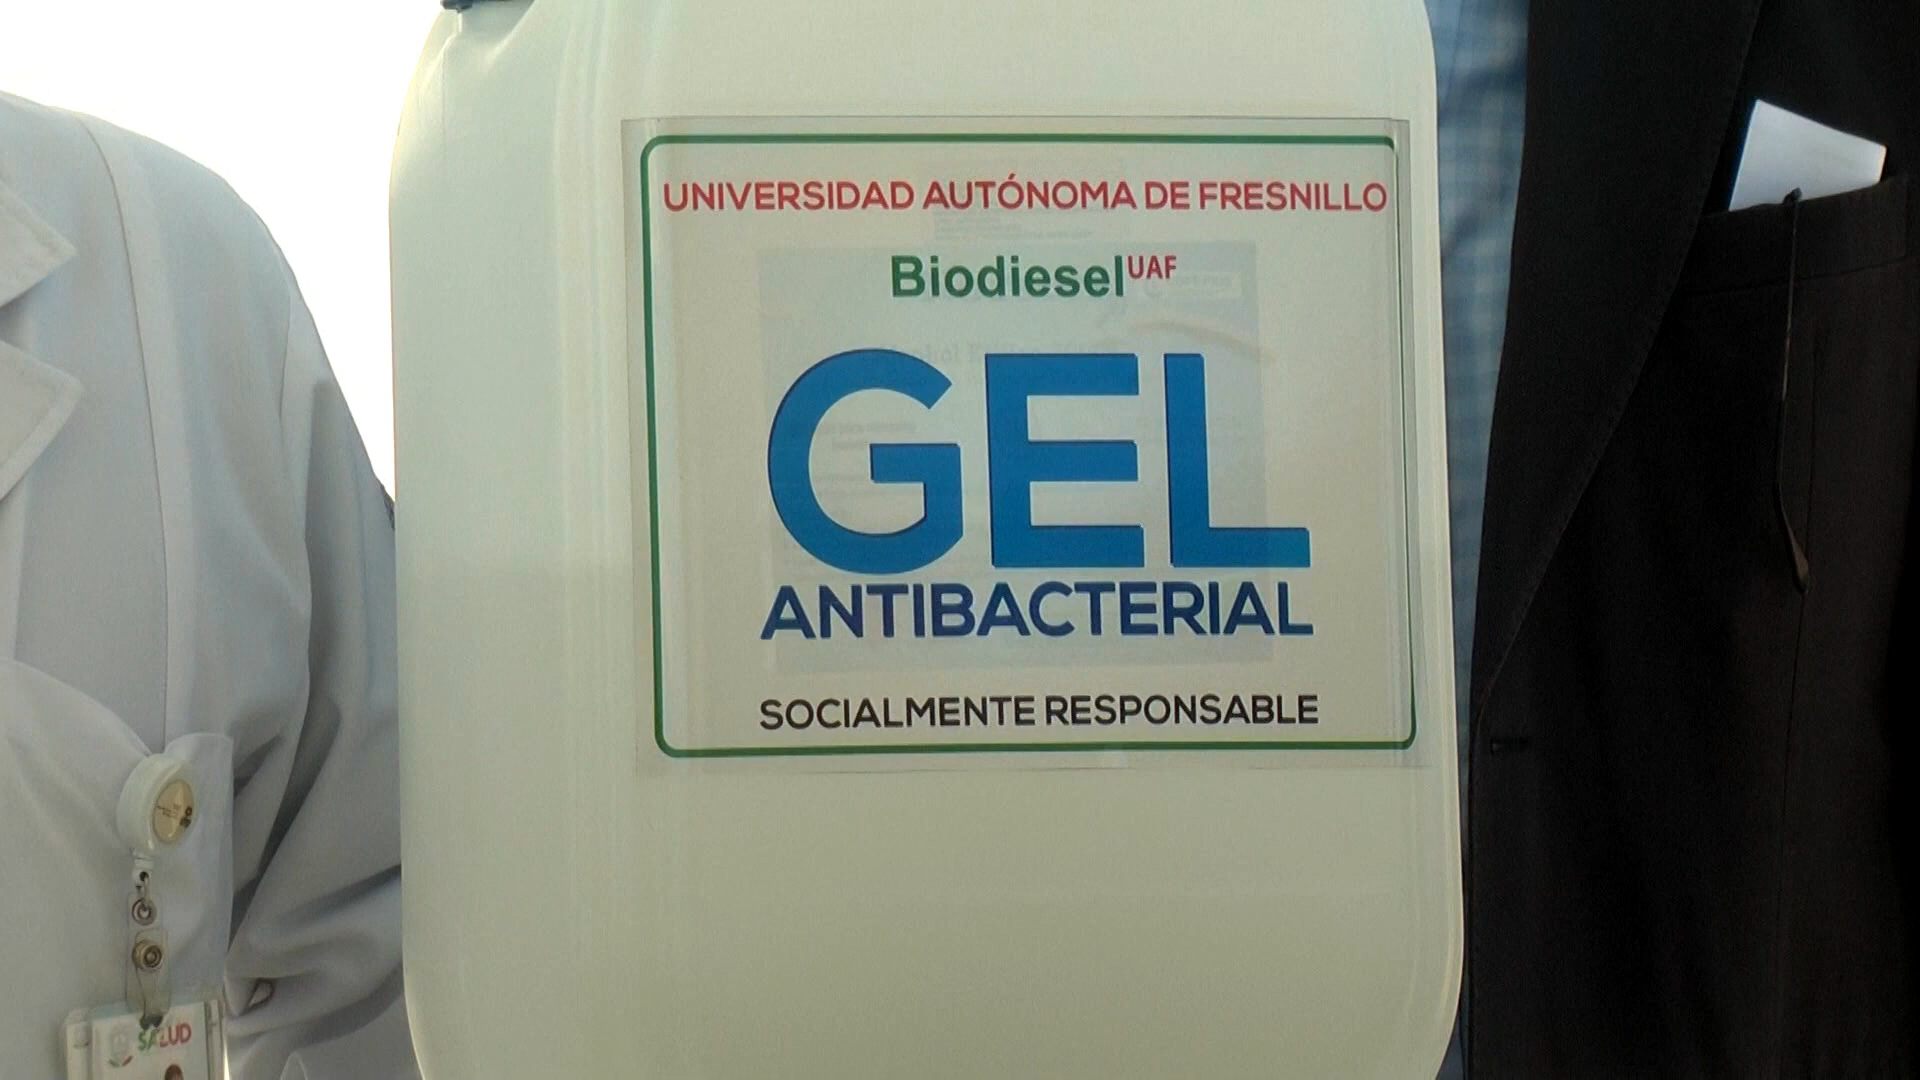 UNIVERSIDAD AUTÓNOMA DE FRESNILLO
BiodieselUAF
GEL
ANTIBACTERIAL
SOCIALMENTE RESPONSABLE
SALUD